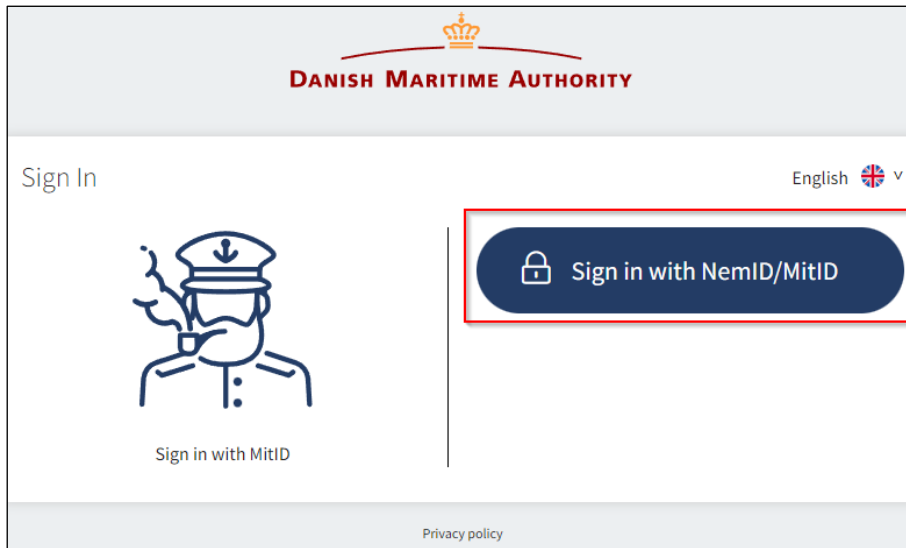 DANISH MARITIME AUTHORITY
Sign In
English
Sign in with NemID/MitID
Sign in with MitID
Privacy policy